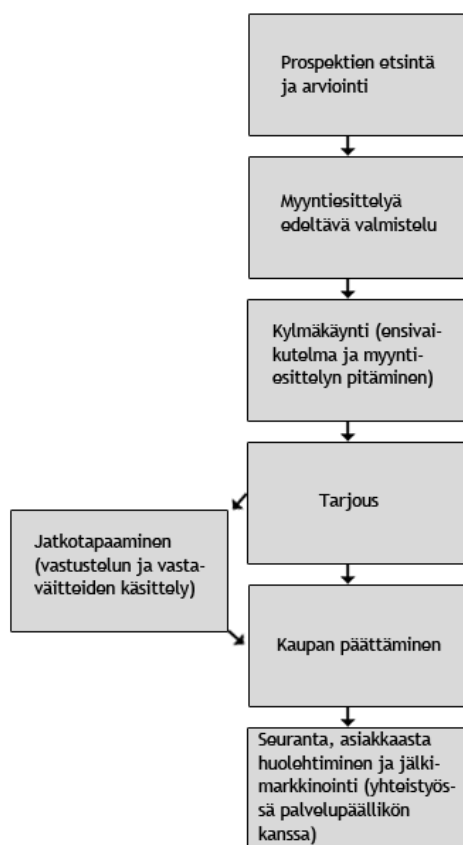 Prospektien etsintä
ja arviointi
Myyntiesittelyä
edeltävä valmistelu
Kylmäkäynti (ensivai-
kutelma ja myynti-
esittelyn pitäminen)
Tarjous
Jatkotapaaminen
(vastustelun ja vasta-
väitteiden käsittely)
Kaupan päättäminen
Seuranta, asiakkaasta
huolehtiminen ja jälki-
markkinointi (yhteistyös-
sä palvelupäällikön
kanssa)